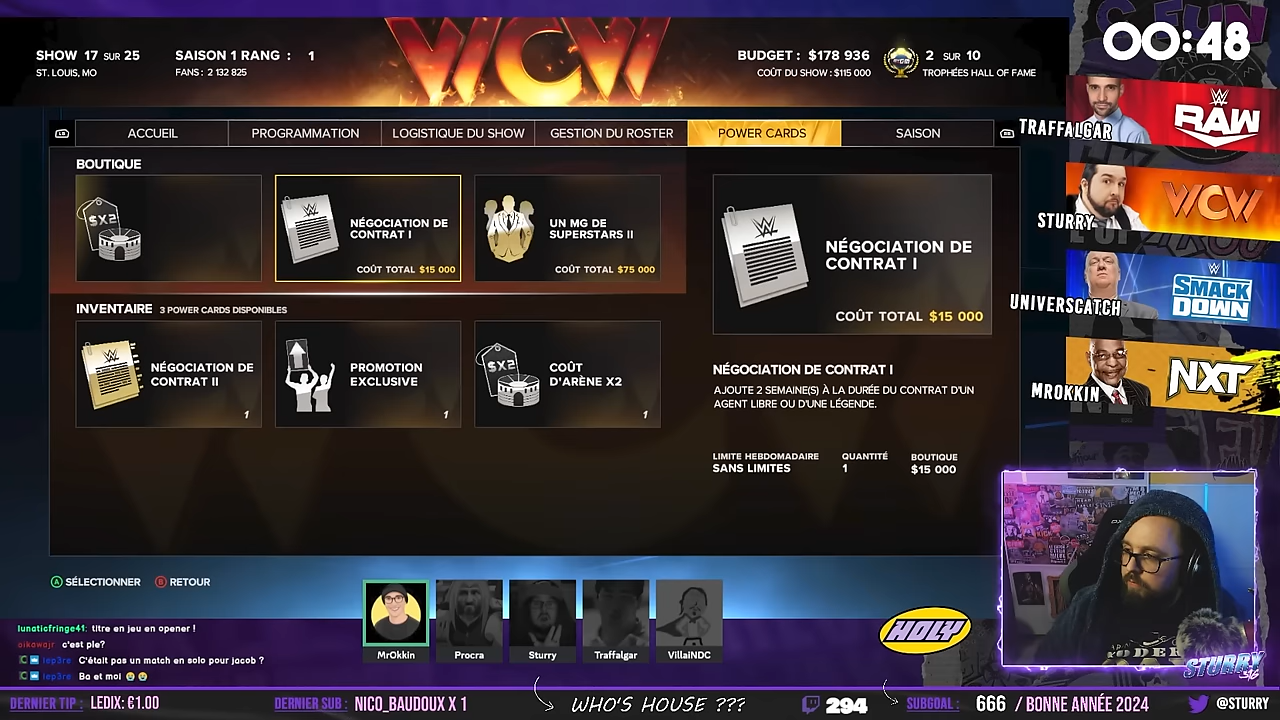 SHOW 17 SUR 25
ST. LOUIS, MO
SAISON 1 RANG : 1
FANS : 2 132 825
WCW
BUDGET : $178 936
COÛT DU SHOW : $115 000
2 SUR 10
TROPHÉES HALL OF FAME
00:48
ACCUEIL
PROGRAMMATION
LOGISTIQUE DU SHOW
GESTION DU ROSTER
POWER CARDS
SAISON
BOUTIQUE
$X2
NÉGOCIATION DE
CONTRAT I
COÛT TOTAL $15 000
UN MG DE
SUPERSTARS II
COÛT TOTAL $75 000
INVENTAIRE 3 POWER CARDS DISPONIBLES
NÉGOCIATION DE
CONTRAT II
1
PROMOTION
EXCLUSIVE
1
$X2
COÛT
D'ARÈNE X2
1
NÉGOCIATION DE
CONTRAT I
COÛT TOTAL $15 000
NÉGOCIATION DE CONTRAT I
AJOUTE 2 SEMAINE(S) À LA DURÉE DU CONTRAT D'UN
AGENT LIBRE OU D'UNE LÉGENDE.
LIMITE HEBDOMADAIRE
SANS LIMITES
QUANTITÉ
1
BOUTIQUE
$15 000
TRAFFALGAR
RAW
STURRY
WCW
UNIVERSCATCH
SMACK
DOWN
MROKKIN
NXT
A SÉLECTIONNER
B RETOUR
MrOkkin
Procra
Sturry
Traffalgar
VillaiNDC
HOLY
lunaticfringe41: titre en jeu en opener !
oikawajr: c'est ple?
lep3re: C'était pas un match en solo pour jacob ?
lep3re: Ba et moi 😭😭
STURRY
DERNIER TIP : LEDIX: €1.00
DERNIER SUB : NICO_BAUDOUX X 1
WHO'S HOUSE ???
294
SUBGOAL : 666 / BONNE ANNÉE 2024
@STURRY